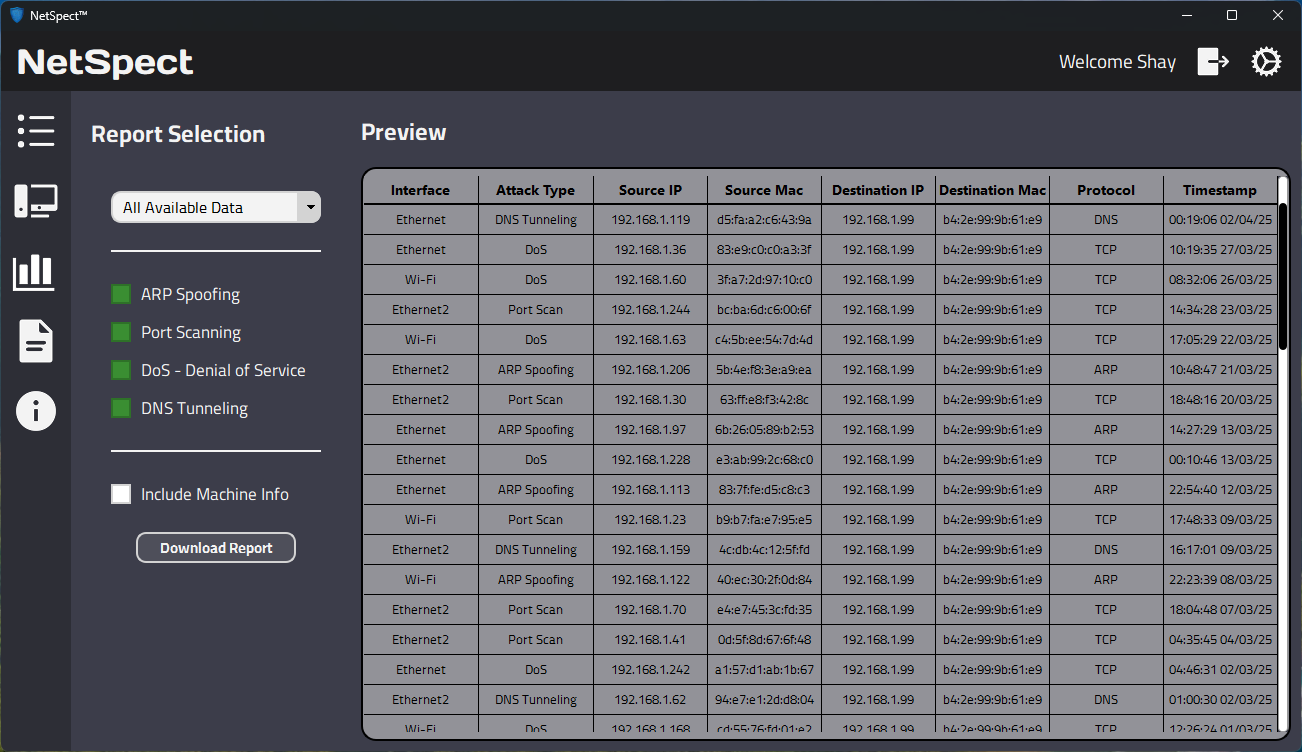 NetSpect™
NetSpect
Welcome Shay
Report Selection
All Available Data
ARP Spoofing
Port Scanning
DoS - Denial of Service
DNS Tunneling
Include Machine Info
Download Report
Preview
Interface Attack Type Source IP Source Mac Destination IP Destination Mac Protocol Timestamp
Ethernet DNS Tunneling 192.168.1.119 d5:fa:a2:c6:43:9a 192.168.1.99 b4:2e:99:9b:61:e9 DNS 00:19:06 02/04/25
Ethernet DoS 192.168.1.36 83:e9:c0:c0:a3:3f 192.168.1.99 b4:2e:99:9b:61:e9 TCP 10:19:35 27/03/25
Wi-Fi DoS 192.168.1.60 3f:a7:2d:97:10:c0 192.168.1.99 b4:2e:99:9b:61:e9 TCP 08:32:06 26/03/25
Ethernet2 Port Scan 192.168.1.244 bc:ba:6d:c6:00:6f 192.168.1.99 b4:2e:99:9b:61:e9 TCP 14:34:28 23/03/25
Wi-Fi DoS 192.168.1.63 c4:5b:ee:54:7d:4d 192.168.1.99 b4:2e:99:9b:61:e9 TCP 17:05:29 22/03/25
Ethernet2 ARP Spoofing 192.168.1.206 5b:4e:f8:3e:a9:ea 192.168.1.99 b4:2e:99:9b:61:e9 ARP 10:48:47 21/03/25
Ethernet2 Port Scan 192.168.1.30 63:ff:e8:f3:42:8c 192.168.1.99 b4:2e:99:9b:61:e9 TCP 18:48:16 20/03/25
Ethernet ARP Spoofing 192.168.1.97 6b:26:05:89:b2:53 192.168.1.99 b4:2e:99:9b:61:e9 ARP 14:27:29 13/03/25
Ethernet DoS 192.168.1.228 e3:ab:99:2c:68:c0 192.168.1.99 b4:2e:99:9b:61:e9 TCP 00:10:46 13/03/25
Ethernet ARP Spoofing 192.168.1.113 83:7f:fe:d5:c8:c3 192.168.1.99 b4:2e:99:9b:61:e9 ARP 22:54:40 12/03/25
Wi-Fi Port Scan 192.168.1.23 b9:b7:fa:e7:95:e5 192.168.1.99 b4:2e:99:9b:61:e9 TCP 17:48:33 09/03/25
Ethernet2 DNS Tunneling 192.168.1.159 4c:db:4c:12:5f:fd 192.168.1.99 b4:2e:99:9b:61:e9 DNS 16:17:01 09/03/25
Wi-Fi ARP Spoofing 192.168.1.122 40:ec:30:2f:0d:84 192.168.1.99 b4:2e:99:9b:61:e9 ARP 22:23:39 08/03/25
Ethernet2 Port Scan 192.168.1.70 e4:e7:45:3c:fd:35 192.168.1.99 b4:2e:99:9b:61:e9 TCP 18:04:48 07/03/25
Ethernet2 Port Scan 192.168.1.41 0d:5f:8d:67:6f:48 192.168.1.99 b4:2e:99:9b:61:e9 TCP 04:35:45 04/03/25
Ethernet DoS 192.168.1.242 a1:57:d1:ab:1b:67 192.168.1.99 b4:2e:99:9b:61:e9 TCP 04:46:31 02/03/25
Ethernet2 DNS Tunneling 192.168.1.62 94:e7:e1:2d:d8:04 192.168.1.99 b4:2e:99:9b:61:e9 DNS 01:00:30 02/03/25
Wi-Fi DoS 192.168.1.168 cd:55:76:fd:01:e2 192.168.1.99 b4:2e:99:9b:61:e9 TCP 12:26:24 01/03/25